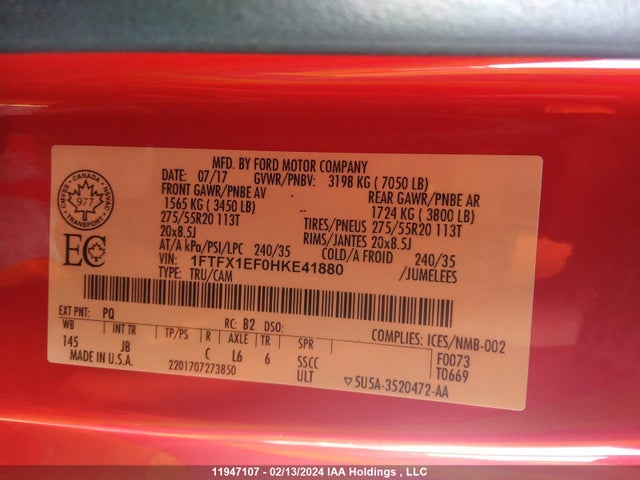 MFD. BY FORD MOTOR COMPANY
DATE: 07/17 GVWR/PNBV: 3198 KG ( 7050 LB)
FRONT GAWR/PNBE AV -- REAR GAWR/PNBE AR
1565 KG ( 3450 LB) 1724 KG ( 3800 LB)
275/55R20 113T TIRES/PNEUS 275/55R20 113T
20x8.5J RIMS/JANTES 20x8.5J
AT/A kPa/PSI/LPC 240/35 COLD/A FROID 240/35
VIN: 1FTFX1EF0HKE41880 /JUMELEES
TYPE: TRU/CAM
CANADA
CMVSS NSVAC
977
TRANSPORT
EC
EXT PNT: PQ RC: B2 DSO:
WB INT TR TP/PS R AXLE TR SPR COMPLIES: ICES/NMB-002
145 JB C L6 6 SSCC F0073
MADE IN U.S.A. 2201707273850 ULT T0669
▽5U5A-3520472-AA
11947107 - 02/13/2024 IAA Holdings , LLC